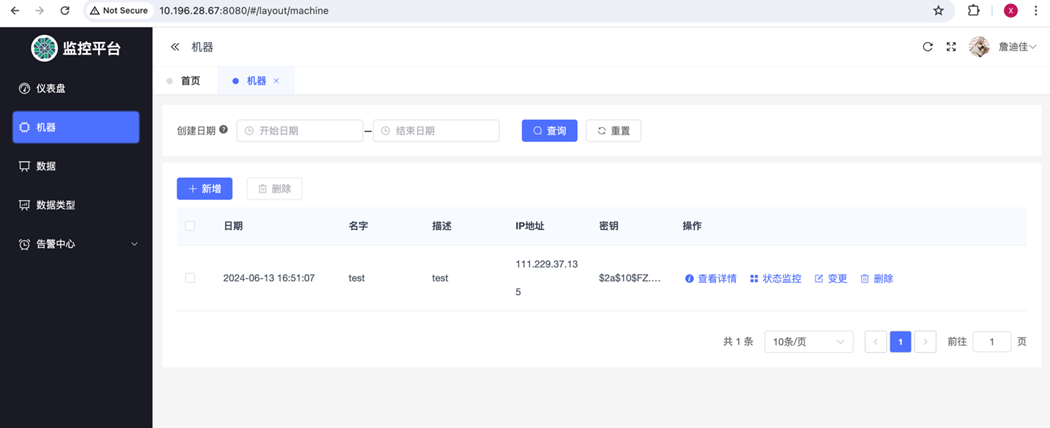 Not Secure 10.196.28.67:8080/#/layout/machine
X
监控平台
机器
詹迪佳
仪表盘
首页
机器
机器
创建日期
开始日期
结束日期
查询
重置
数据
新增
删除
数据类型
日期 名字 描述 IP地址 密钥 操作
告警中心
2024-06-13 16:51:07 test test 111.229.37.13
5
$2a$10$FZ.... 查看详情 状态监控 变更 删除
共 1 条 10条/页 1 前往 1 页